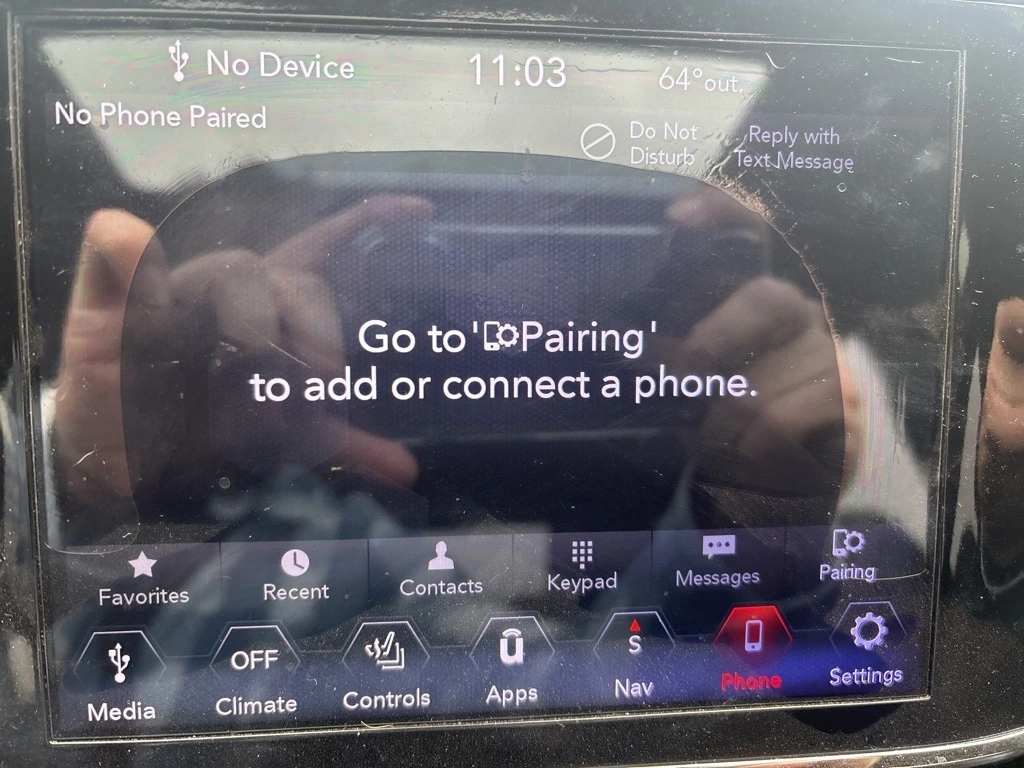 No Device
11:03
64° out.
No Phone Paired
Do Not
Disturb
Reply with
Text Message
Go to 'Pairing'
to add or connect a phone.
Favorites
Recent
Contacts
Keypad
Messages
Pairing
OFF
u
S
Media
Climate
Controls
Apps
Nav
Phone
Settings